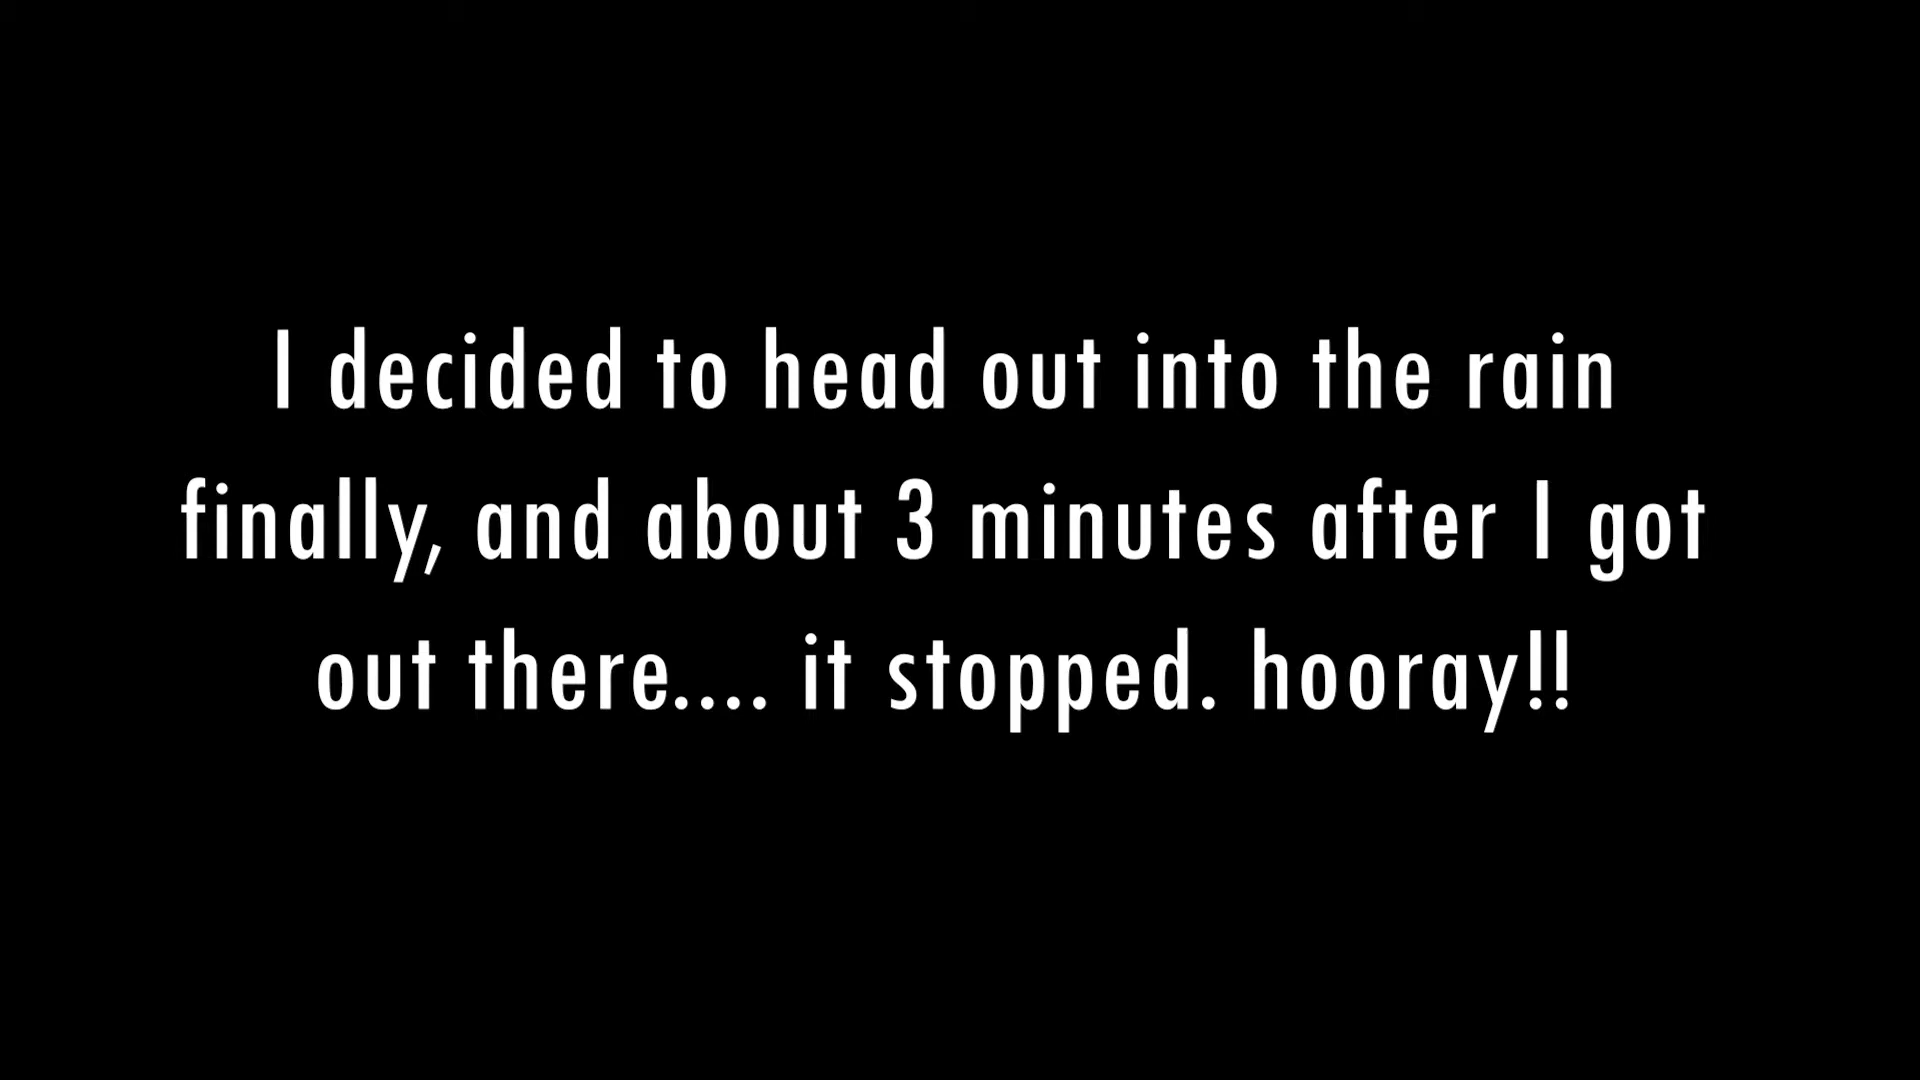 I decided to head out into the rain
finally, and about 3 minutes after I got
out there.... it stopped. hooray!!